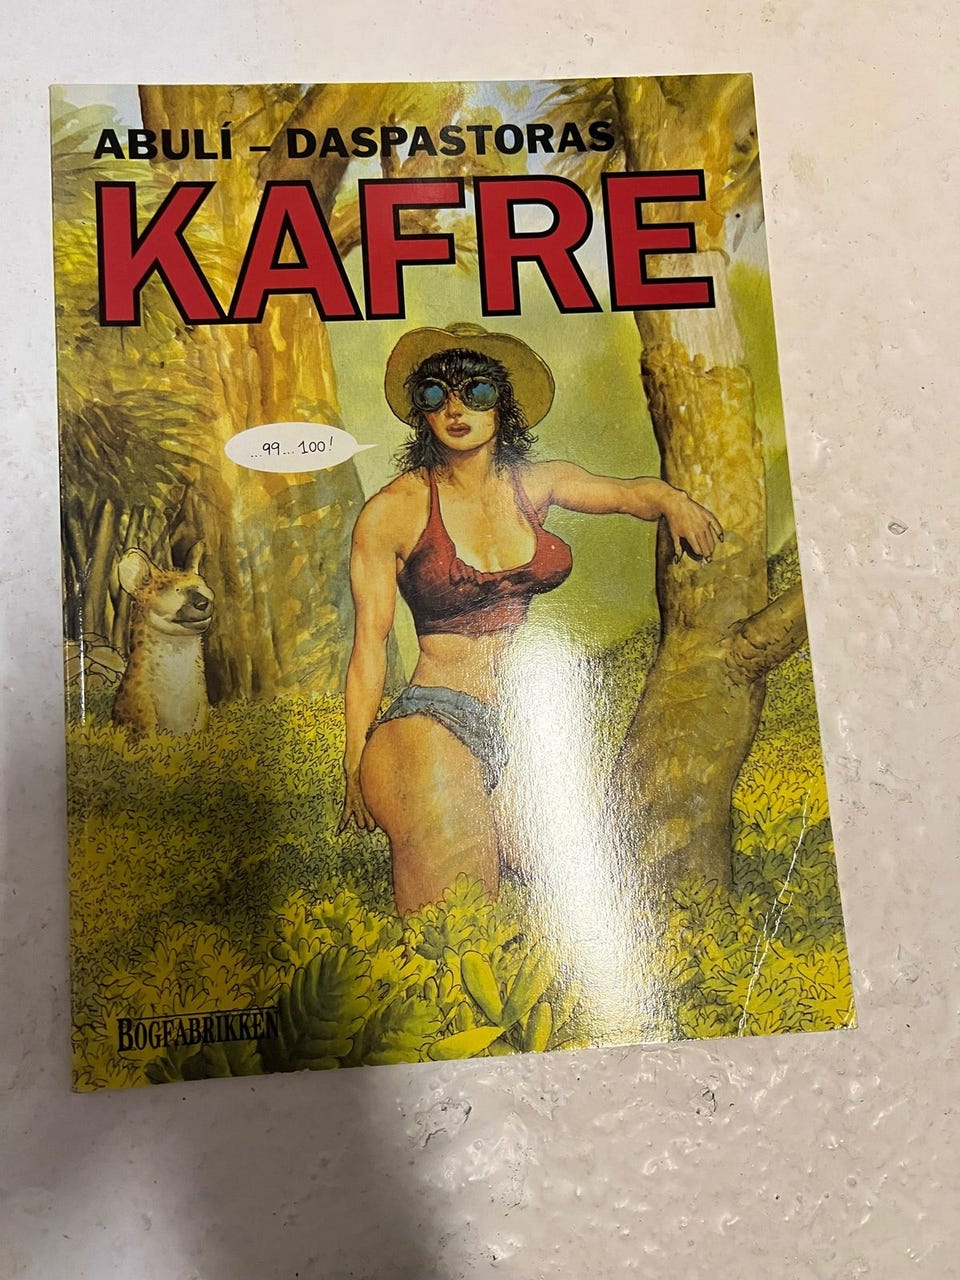 ABULÍ – DASPASTORAS
KAFRE
...99...100!
BOGFABRIKKEN